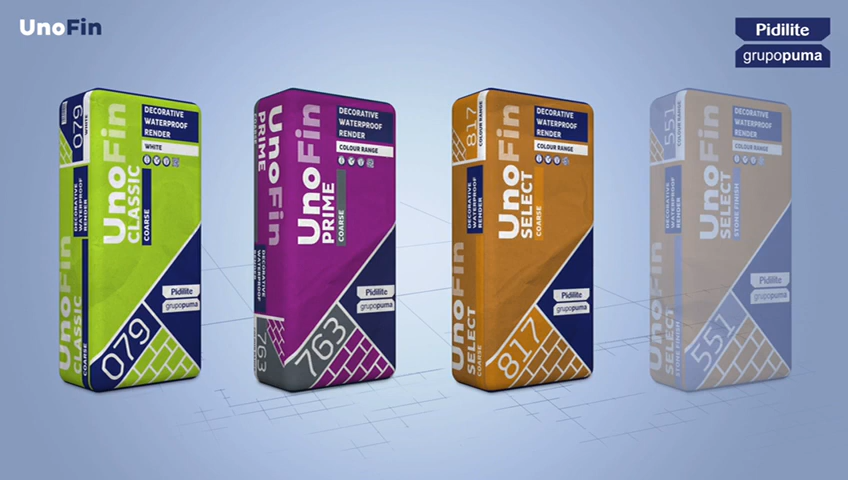 UnoFin
Pidilite
grupopuma
079
WHITE
DECORATIVE
WATERPROOF
RENDER
UnoFin
CLASSIC
COARSE
UnoFin
CLASSIC
COARSE
DECORATIVE
WATERPROOF
RENDER
WHITE
Pidilite
grupopuma
079
UnoFin
PRIME
DECORATIVE
WATERPROOF
763
UnoFin
PRIME
COARSE
DECORATIVE
WATERPROOF
RENDER
COLOUR RANGE
Pidilite
grupopuma
763
817
COLOUR RANGE
DECORATIVE
WATERPROOF
RENDER
UnoFin
SELECT
COARSE
UnoFin
SELECT
COARSE
DECORATIVE
WATERPROOF
RENDER
COLOUR RANGE
Pidilite
grupopuma
817
551
COLOUR RANGE
DECORATIVE
WATERPROOF
RENDER
UnoFin
SELECT
STONE FINISH
UnoFin
SELECT
STONE FINISH
DECORATIVE
WATERPROOF
RENDER
COLOUR RANGE
Pidilite
grupopuma
551